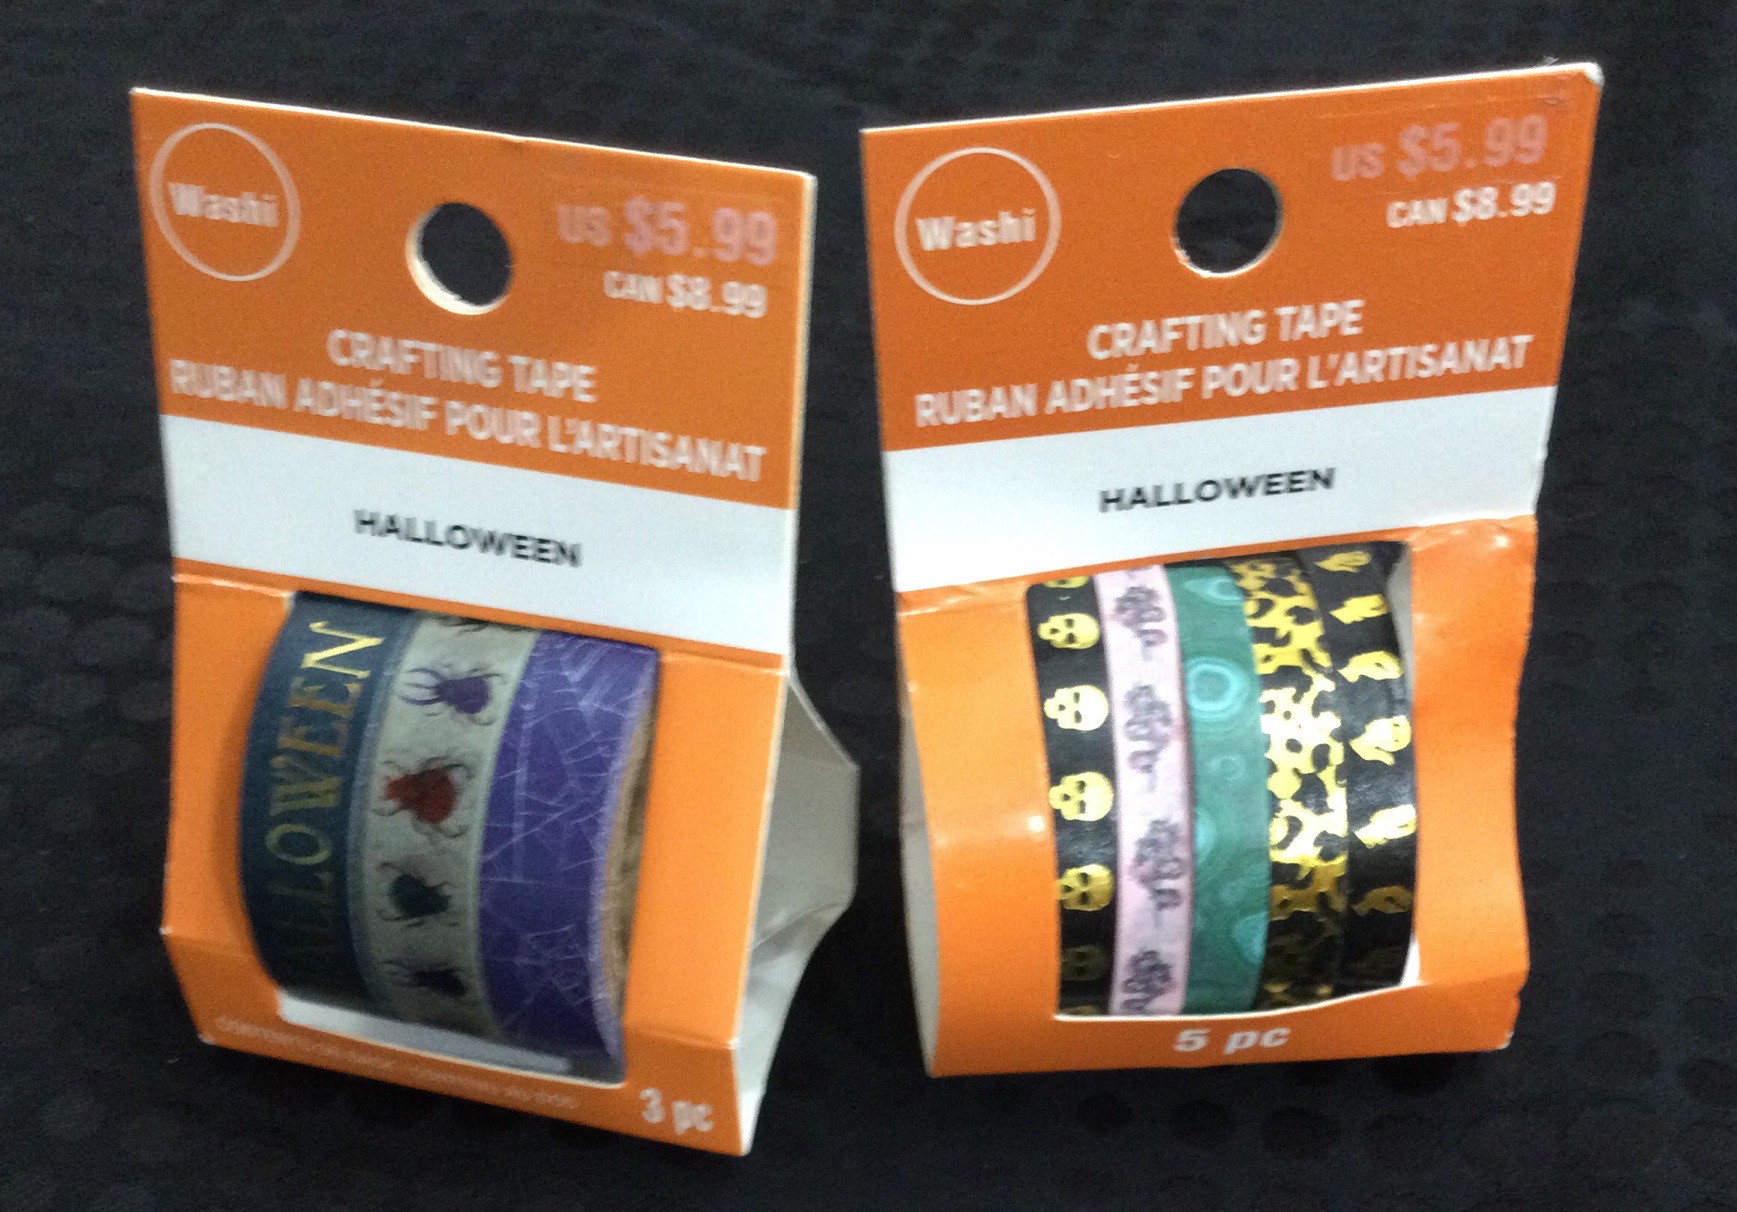 Washi
US $5.99
CAN $8.99
CRAFTING TAPE
RUBAN ADHÉSIF POUR L'ARTISANAT
HALLOWEEN
ALLOWEEN
3 pc
Washi
US $5.99
CAN $8.99
CRAFTING TAPE
RUBAN ADHÉSIF POUR L'ARTISANAT
HALLOWEEN
5 pc